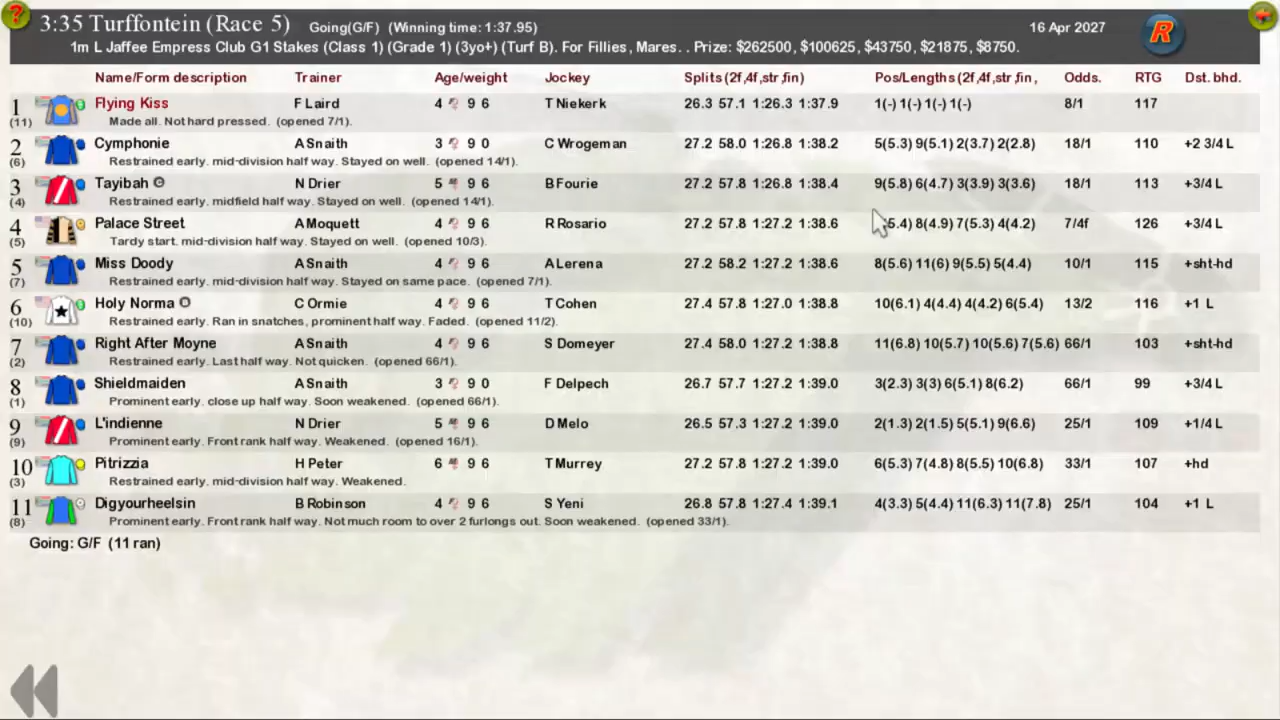 ?
3:35 Turffontein (Race 5) Going(G/F) (Winning time: 1:37.95) 16 Apr 2027 R
1m L Jaffee Empress Club G1 Stakes (Class 1) (Grade 1) (3yo+) (Turf B). For Fillies, Mares. . Prize: $262500, $100625, $43750, $21875, $8750.
Name/Form description Trainer Age/weight Jockey Splits (2f,4f,str,fin) Pos/Lengths (2f,4f,str,fin, Odds. RTG Dst. bhd.
1 Flying Kiss F Laird 4 9 6 T Niekerk 26.3 57.1 1:26.3 1:37.9 1(-) 1(-) 1(-) 1(-) 8/1 117
(11) Made all. Not hard pressed. (opened 7/1).
2 Cymphonie A Snaith 3 9 0 C Wrogeman 27.2 58.0 1:26.8 1:38.2 5(5.3) 9(5.1) 2(3.7) 2(2.8) 18/1 110 +2 3/4 L
(6) Restrained early. mid-division half way. Stayed on well. (opened 14/1).
3 Tayibah C N Drier 5 9 6 B Fourie 27.2 57.8 1:26.8 1:38.4 9(5.8) 6(4.7) 3(3.9) 3(3.6) 18/1 113 +3/4 L
(4) Restrained early. midfield half way. Stayed on well. (opened 14/1).
4 Palace Street A Moquett 4 9 6 R Rosario 27.2 57.8 1:27.2 1:38.6 5.4) 8(4.9) 7(5.3) 4(4.2) 7/4f 126 +3/4 L
(5) Tardy start. mid-division half way. Stayed on well. (opened 10/3).
5 Miss Doody A Snaith 4 9 6 A Lerena 27.2 58.2 1:27.2 1:38.6 8(5.6) 11(6) 9(5.5) 5(4.4) 10/1 115 +sht-hd
(7) Restrained early. mid-division half way. Stayed on same pace. (opened 7/1).
6 Holy Norma C Ormie 4 9 6 T Cohen 27.4 57.8 1:27.0 1:38.8 10(6.1) 4(4.4) 4(4.2) 6(5.4) 13/2 116 +1 L
(10) Restrained early. Ran in snatches, prominent half way. Faded. (opened 11/2).
7 Right After Moyne A Snaith 4 9 6 S Domeyer 27.4 58.0 1:27.2 1:38.8 11(6.8) 10(5.7) 10(5.6) 7(5.6) 66/1 103 +sht-hd
(2) Restrained early. Last half way. Not quicken. (opened 66/1).
8 Shieldmaiden A Snaith 3 9 0 F Delpech 26.7 57.7 1:27.2 1:39.0 3(2.3) 3(3) 6(5.1) 8(6.2) 66/1 99 +3/4 L
(1) Prominent early. close up half way. Soon weakened. (opened 66/1).
9 L'indienne N Drier 5 9 6 D Melo 26.5 57.3 1:27.2 1:39.0 2(1.3) 2(1.5) 5(5.1) 9(6.6) 25/1 109 +1/4 L
(9) Prominent early. Front rank half way. Weakened. (opened 16/1).
10 Pitrizzia H Peter 6 9 6 T Murrey 27.2 57.8 1:27.2 1:39.0 6(5.3) 7(4.8) 8(5.5) 10(6.8) 33/1 107 +hd
(3) Restrained early. mid-division half way. Weakened.
11 Digyourheelsin B Robinson 4 9 6 S Yeni 26.8 57.8 1:27.4 1:39.1 4(3.3) 5(4.4) 11(6.3) 11(7.8) 25/1 104 +1 L
(8) Prominent early. Front rank half way. Not much room to over 2 furlongs out. Soon weakened. (opened 33/1).
Going: G/F (11 ran)